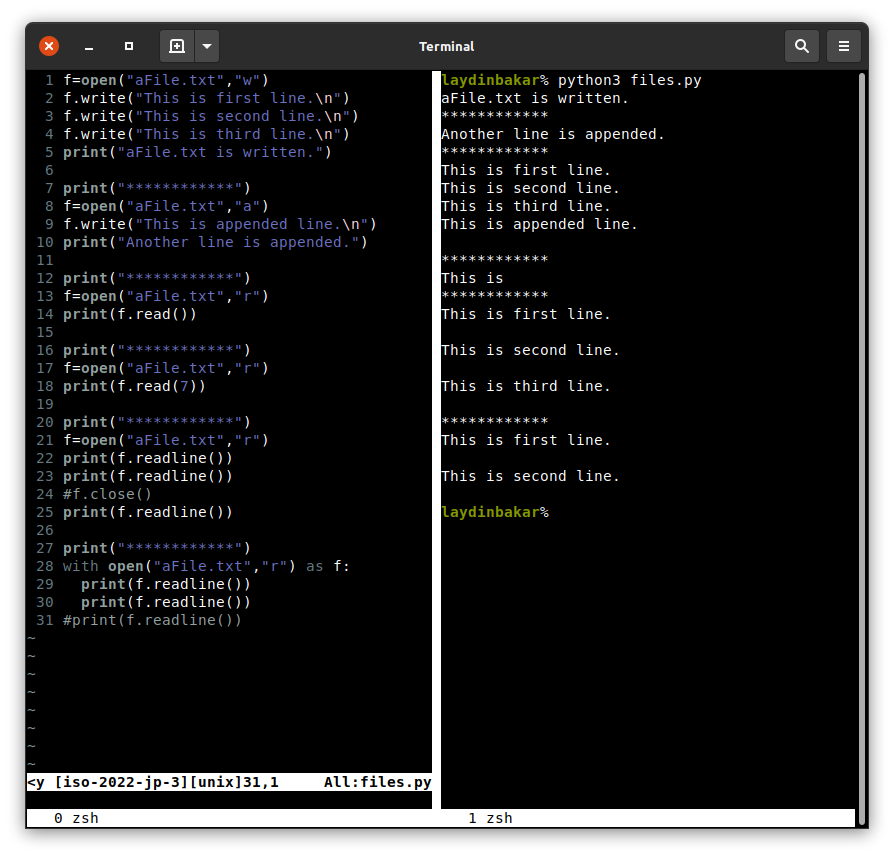 Terminal
1 f=open("aFile.txt","w")
2 f.write("This is first line.\n")
3 f.write("This is second line.\n")
4 f.write("This is third line.\n")
5 print("aFile.txt is written.")
6
7 print("************")
8 f=open("aFile.txt","a")
9 f.write("This is appended line.\n")
10 print("Another line is appended.")
11
12 print("************")
13 f=open("aFile.txt","r")
14 print(f.read())
15
16 print("************")
17 f=open("aFile.txt","r")
18 print(f.read(7))
19
20 print("************")
21 f=open("aFile.txt","r")
22 print(f.readline())
23 print(f.readline())
24 #f.close()
25 print(f.readline())
26
27 print("************")
28 with open("aFile.txt","r") as f:
29   print(f.readline())
30   print(f.readline())
31 #print(f.readline())
~
~
~
~
~
~
~
~
<y [iso-2022-jp-3][unix]31,1     All:files.py
0 zsh
laydinbakar% python3 files.py
aFile.txt is written.
************
Another line is appended.
************
This is first line.
This is second line.
This is third line.
This is appended line.

************
This is
************
This is first line.

This is second line.

This is third line.

************
This is first line.

This is second line.

laydinbakar%
1 zsh